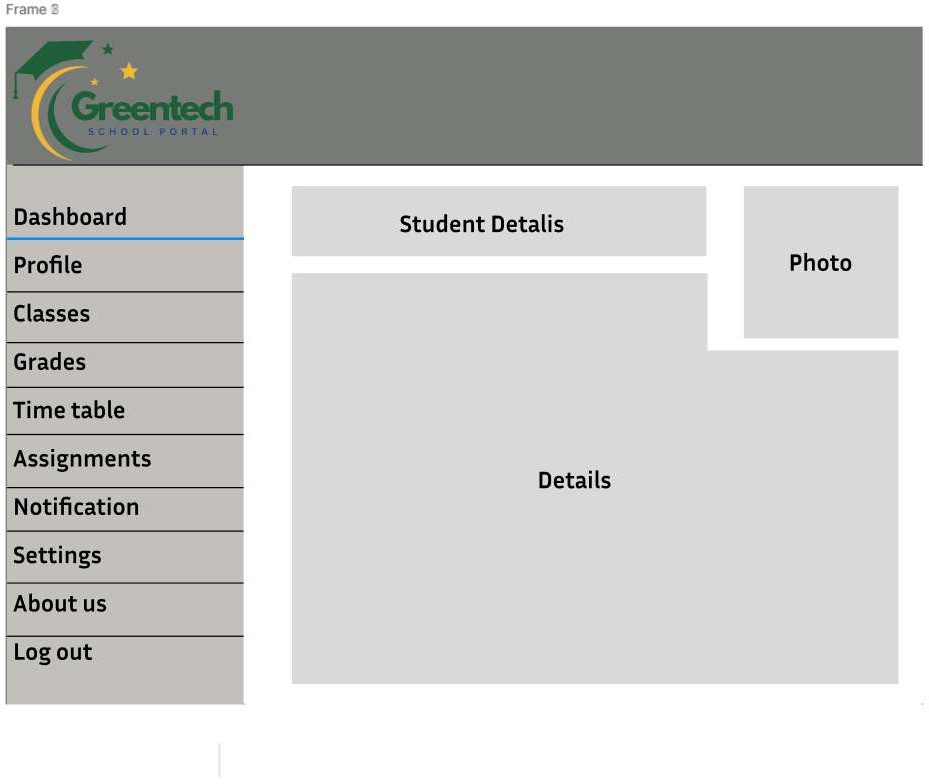 Frame
Greentech
SCHOOL PORTAL
Dashboard
Profile
Classes
Grades
Time table
Assignments
Notification
Settings
About us
Log out
Student Detalis
Photo
Details